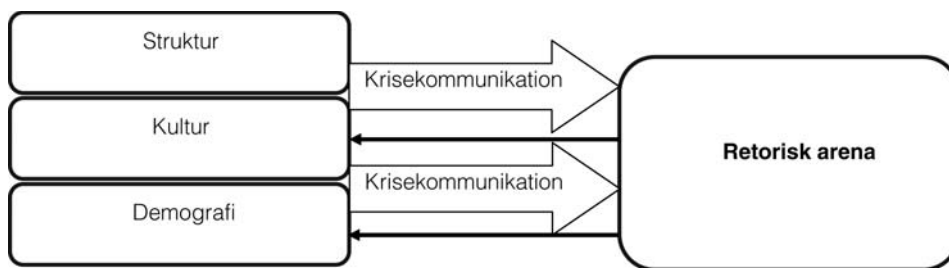 Struktur
Krisekommunikation
Kultur
Retorisk arena
Krisekommunikation
Demografi